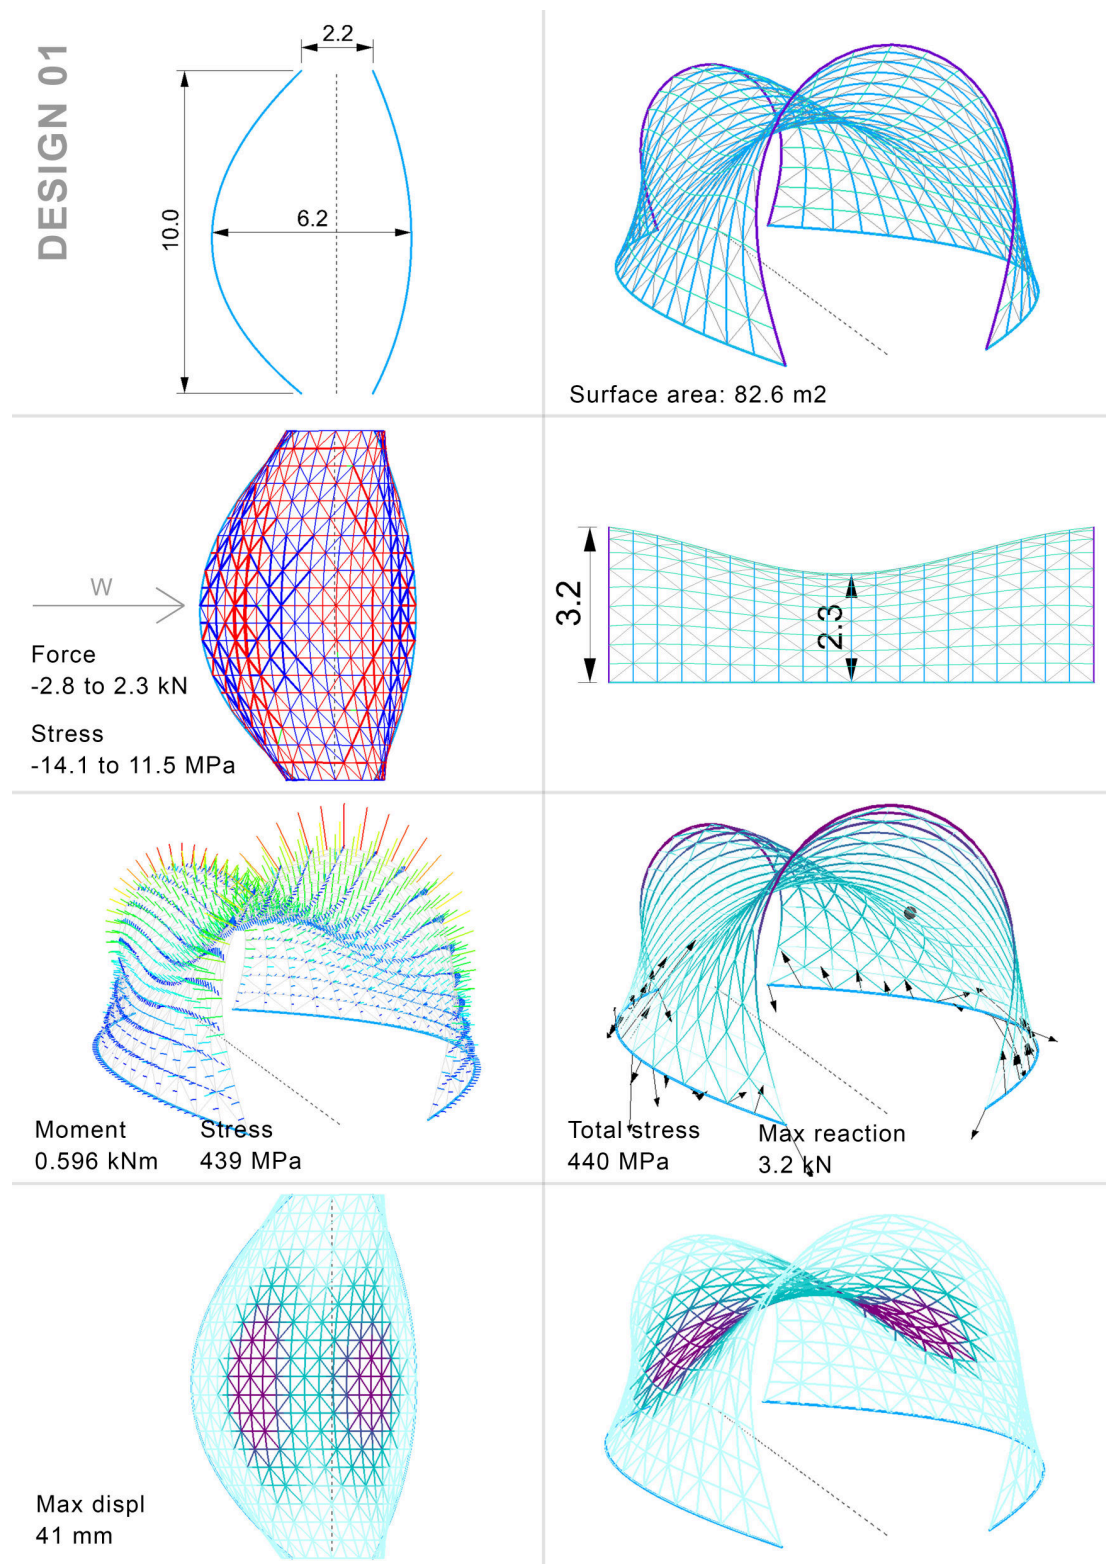 DESIGN 01
2.2
10.0
6.2
Surface area: 82.6 m2
W
Force
-2.8 to 2.3 kN
Stress
-14.1 to 11.5 MPa
3.2
2.3
Moment
0.596 kNm
Stress
439 MPa
Total stress
440 MPa
Max reaction
3.2 kN
Max displ
41 mm